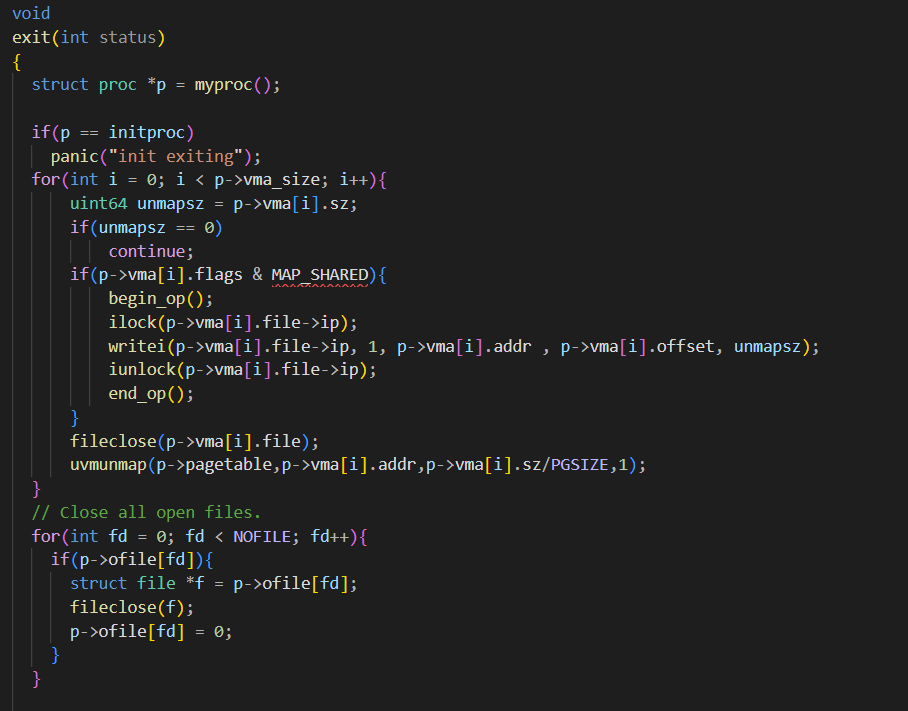 void
exit(int status)
{
  struct proc *p = myproc();

  if(p == initproc)
    panic("init exiting");
  for(int i = 0; i < p->vma_size; i++){
      uint64 unmapsz = p->vma[i].sz;
      if(unmapsz == 0)
          continue;
      if(p->vma[i].flags & MAP_SHARED){
          begin_op();
          ilock(p->vma[i].file->ip);
          writei(p->vma[i].file->ip, 1, p->vma[i].addr , p->vma[i].offset, unmapsz);
          iunlock(p->vma[i].file->ip);
          end_op();
      }
      fileclose(p->vma[i].file);
      uvmunmap(p->pagetable,p->vma[i].addr,p->vma[i].sz/PGSIZE,1);
  }
  // Close all open files.
  for(int fd = 0; fd < NOFILE; fd++){
    if(p->ofile[fd]){
      struct file *f = p->ofile[fd];
      fileclose(f);
      p->ofile[fd] = 0;
    }
  }